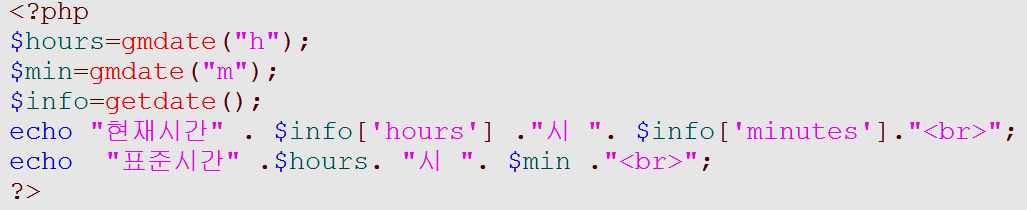 <?php
$hours=gmdate("h");
$min=gmdate("m");
$info=getdate();
echo "현재시간" . $info['hours'] ."시 ". $info['minutes']."<br>";
echo  "표준시간" .$hours. "시 ". $min ."<br>";
?>